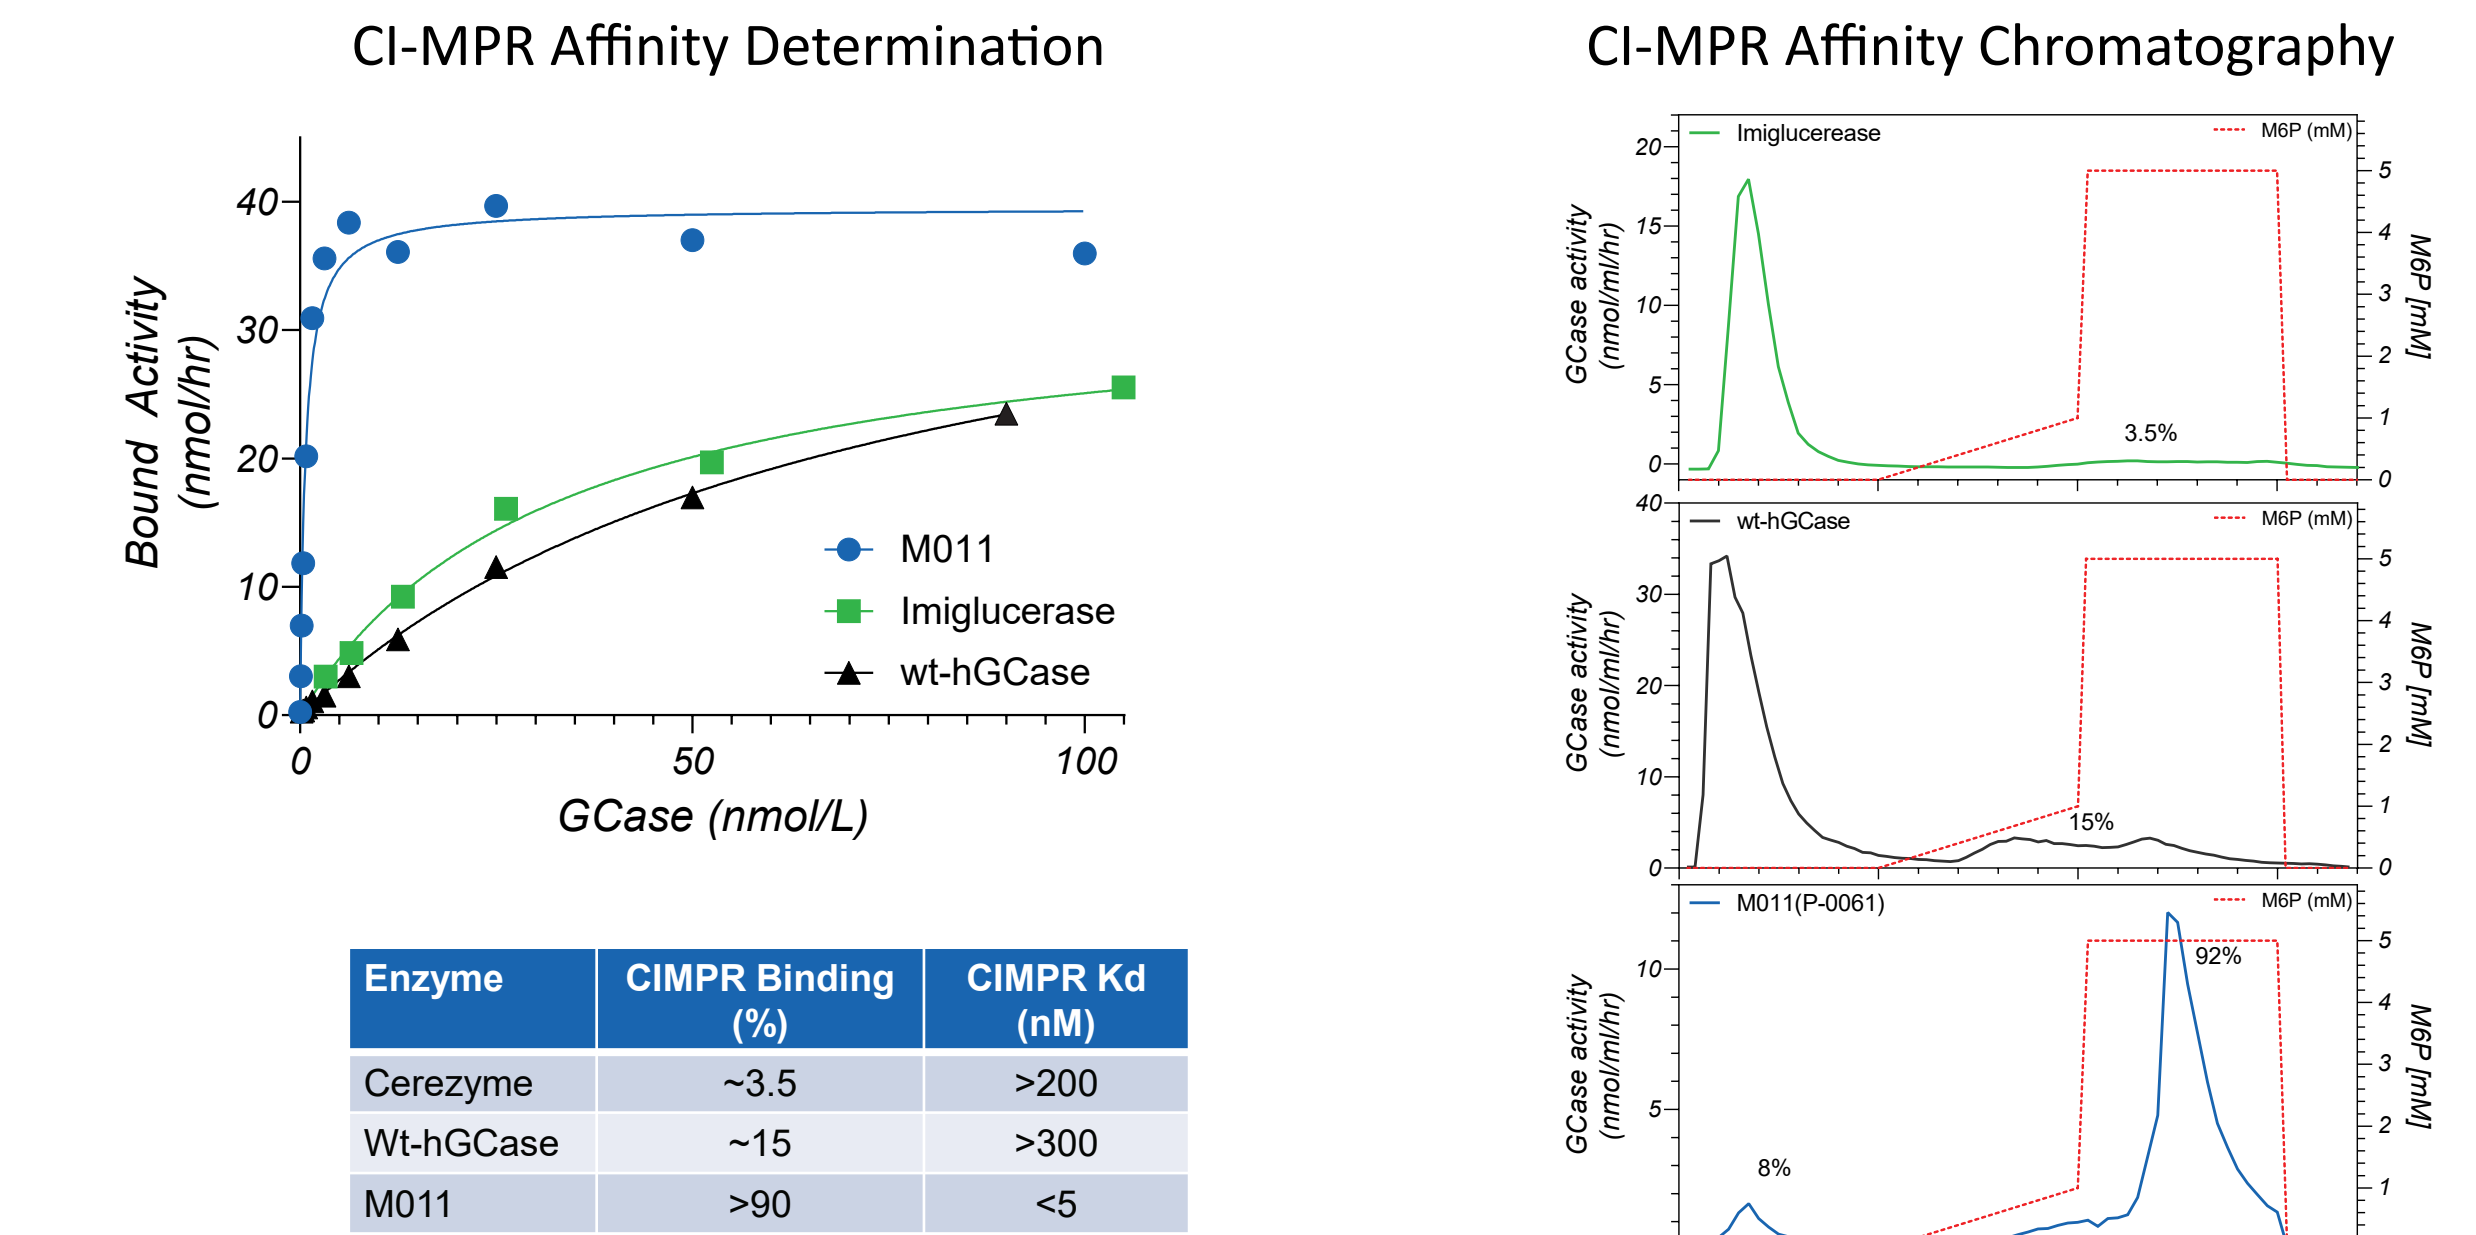 CI-MPR Affinity Determination
40
30
20
10
0
0
50
100
Bound Activity
(nmol/hr)
GCase (nmol/L)
M011
Imiglucerase
wt-hGCase
Enzyme
CIMPR Binding
(%)
CIMPR Kd
(nM)
Cerezyme
~3.5
>200
Wt-hGCase
~15
>300
M011
>90
<5
CI-MPR Affinity Chromatography
Imiglucerease
M6P (mM)
20
15
10
5
0
GCase activity
(nmol/ml/hr)
3.5%
5
4
3
2
1
0
M6P [mM]
wt-hGCase
M6P (mM)
40
30
20
10
0
GCase activity
(nmol/ml/hr)
15%
5
4
3
2
1
0
M6P [mM]
M011(P-0061)
M6P (mM)
10
5
GCase activity
(nmol/ml/hr)
8%
92%
5
4
3
2
1
M6P [mM]